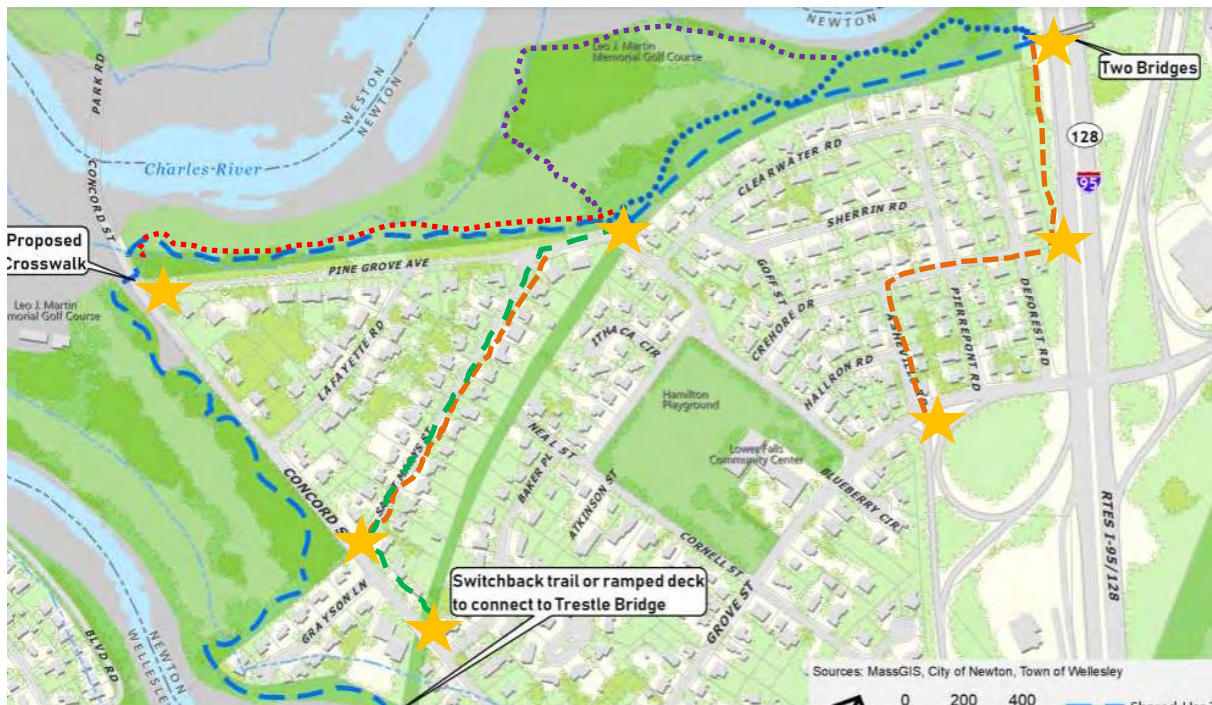 NEWTON
Leo J. Martin
Memorial Golf Course
Two Bridges
PARK RD
WESTON
NEWTON
128
Charles River
CLEARWATER RD
95
CONCORD ST
SHERRIN RD
Proposed
Crosswalk
PINE GROVE AVE
GOFF ST
Leo J. Martin
morial Golf Course
CREHORE DR
PIERREPONT RD
DEFOREST RD
ITHACA CIR
LAFAYETTE RD
HALLRON RD
Hamilton
Playground
NEAL ST
Lower Falls
Community Center
BAKER PL
BLUEBERRY CIR
CONCORD S
ATKINSON ST
RTES I-95/128
CORNELL ST
Switchback trail or ramped deck
to connect to Trestle Bridge
GRAYSON LN
GROVE ST
BLVD RD
NEWTON
WELLESLEY
Sources: MassGIS, City of Newton, Town of Wellesley
0 200 400